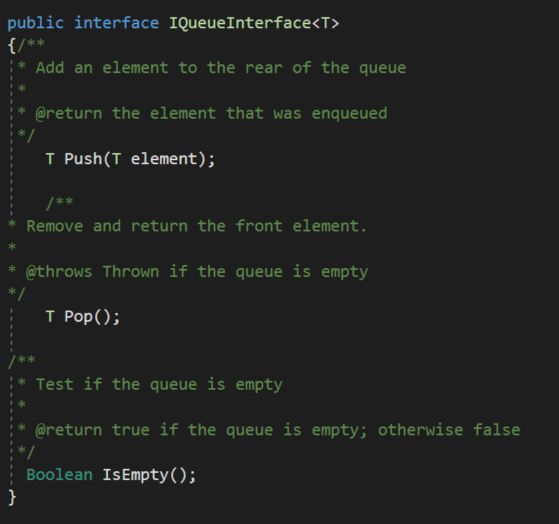 public interface IQueueInterface<T>
{/**
* Add an element to the rear of the queue
*
* @return the element that was enqueued
*/
T Push(T element);
/**
* Remove and return the front element.
*
* @throws Thrown if the queue is empty
*/
T Pop();
/**
* Test if the queue is empty
*
* @return true if the queue is empty; otherwise false
*/
Boolean IsEmpty();
}